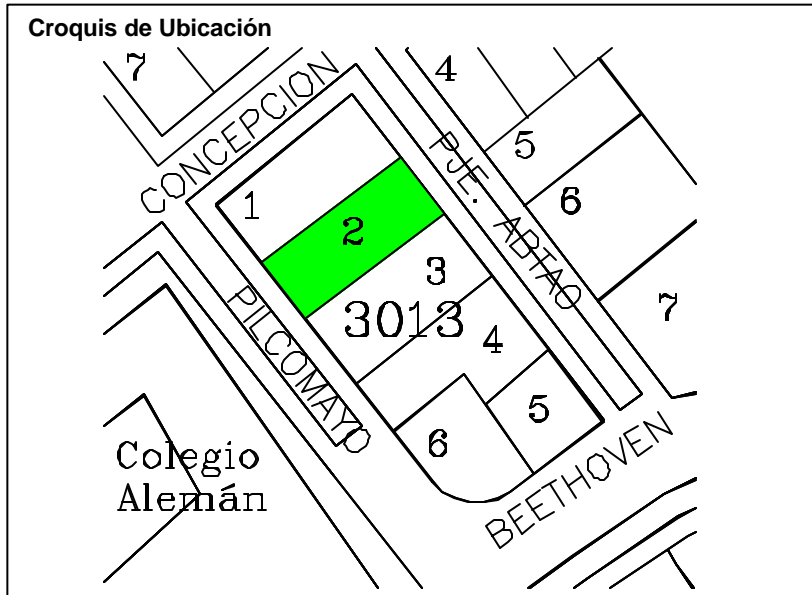 Croquis de Ubicación
7
4
CONCEPCION
PJE. ABTAO
5
6
1
2
3
7
PILCOMAYO
3013
4
5
6
Colegio
Alemán
BEETHOVEN